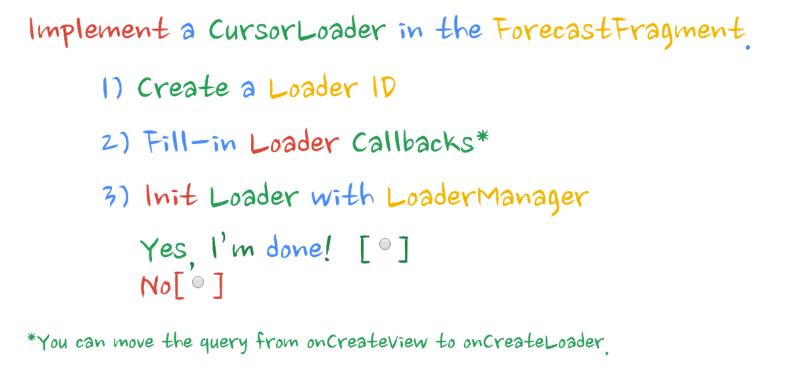 Implement a CursorLoader in the ForecastFragment.
1) Create a Loader ID
2) Fill-in Loader Callbacks*
3) Init Loader with LoaderManager
Yes, I'm done! [ ]
No[ ]
*You can move the query from onCreateView to onCreateLoader.